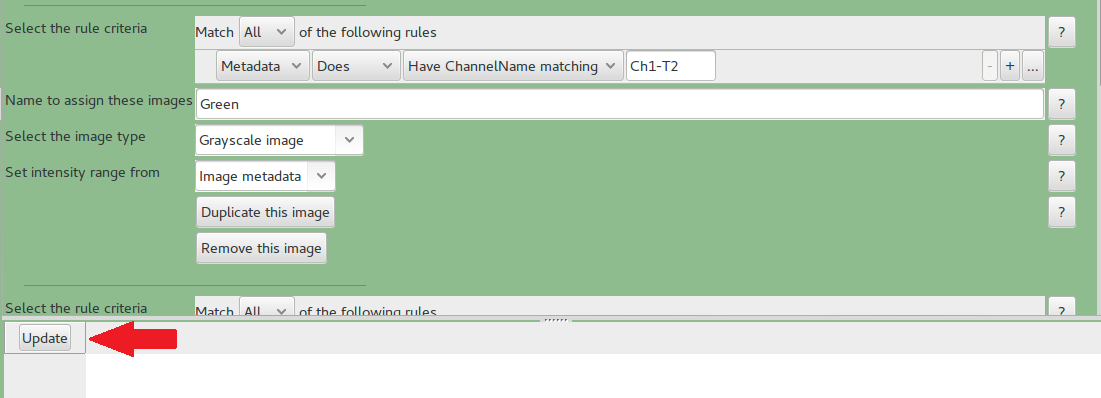 Select the rule criteria Match All of the following rules ?
Metadata Does Have ChannelName matching Ch1-T2 - + ...
Name to assign these images Green ?
Select the image type Grayscale image ?
Set intensity range from Image metadata ?
Duplicate this image ?
Remove this image
Select the rule criteria Match All of the following rules ?
Update